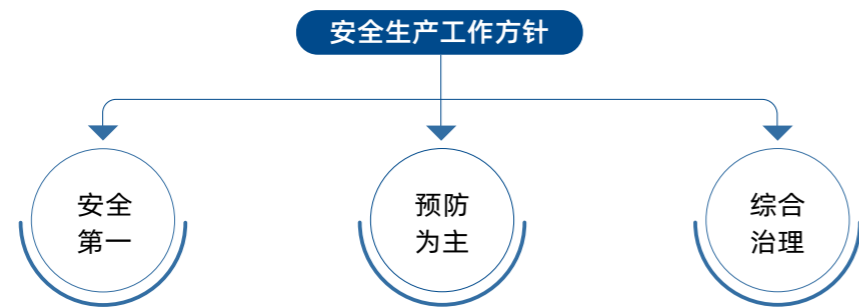 安全生产工作方针
安全
第一
预防
为主
综合
治理